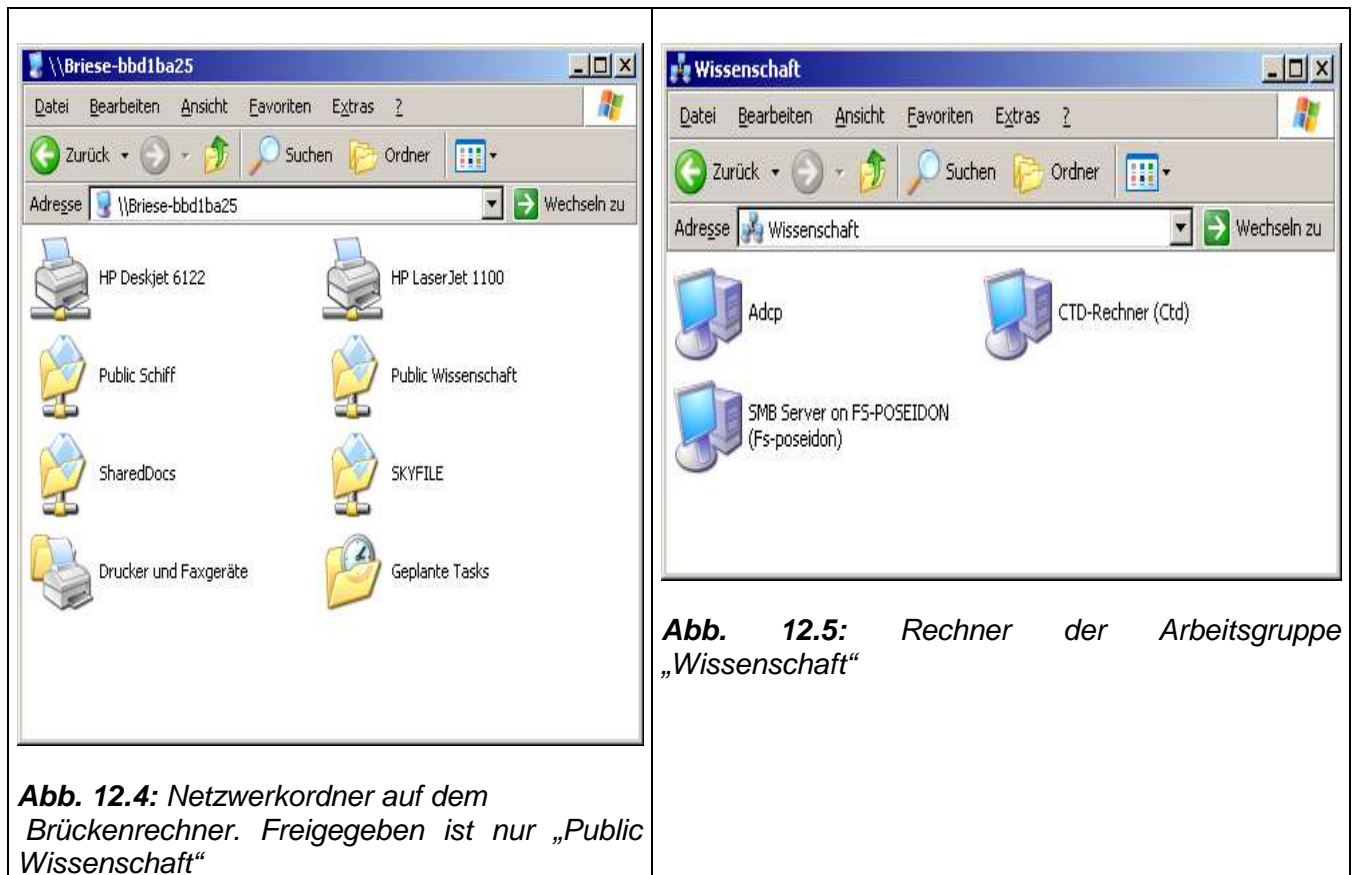 \\Briese-bbd1ba25
Datei Bearbeiten Ansicht Favoriten Extras ?
Zurück Suchen Ordner
Adresse \\Briese-bbd1ba25 Wechseln zu
HP Deskjet 6122 HP LaserJet 1100
Public Schiff Public Wissenschaft
SharedDocs SKYFILE
Drucker und Faxgeräte Geplante Tasks
Abb. 12.4: Netzwerkordner auf dem
Brückenrechner. Freigegeben ist nur „Public
Wissenschaft“
Wissenschaft
Datei Bearbeiten Ansicht Favoriten Extras ?
Zurück Suchen Ordner
Adresse Wissenschaft Wechseln zu
Adcp CTD-Rechner (Ctd)
SMB Server on FS-POSEIDON
(Fs-poseidon)
Abb. 12.5: Rechner der Arbeitsgruppe
„Wissenschaft“